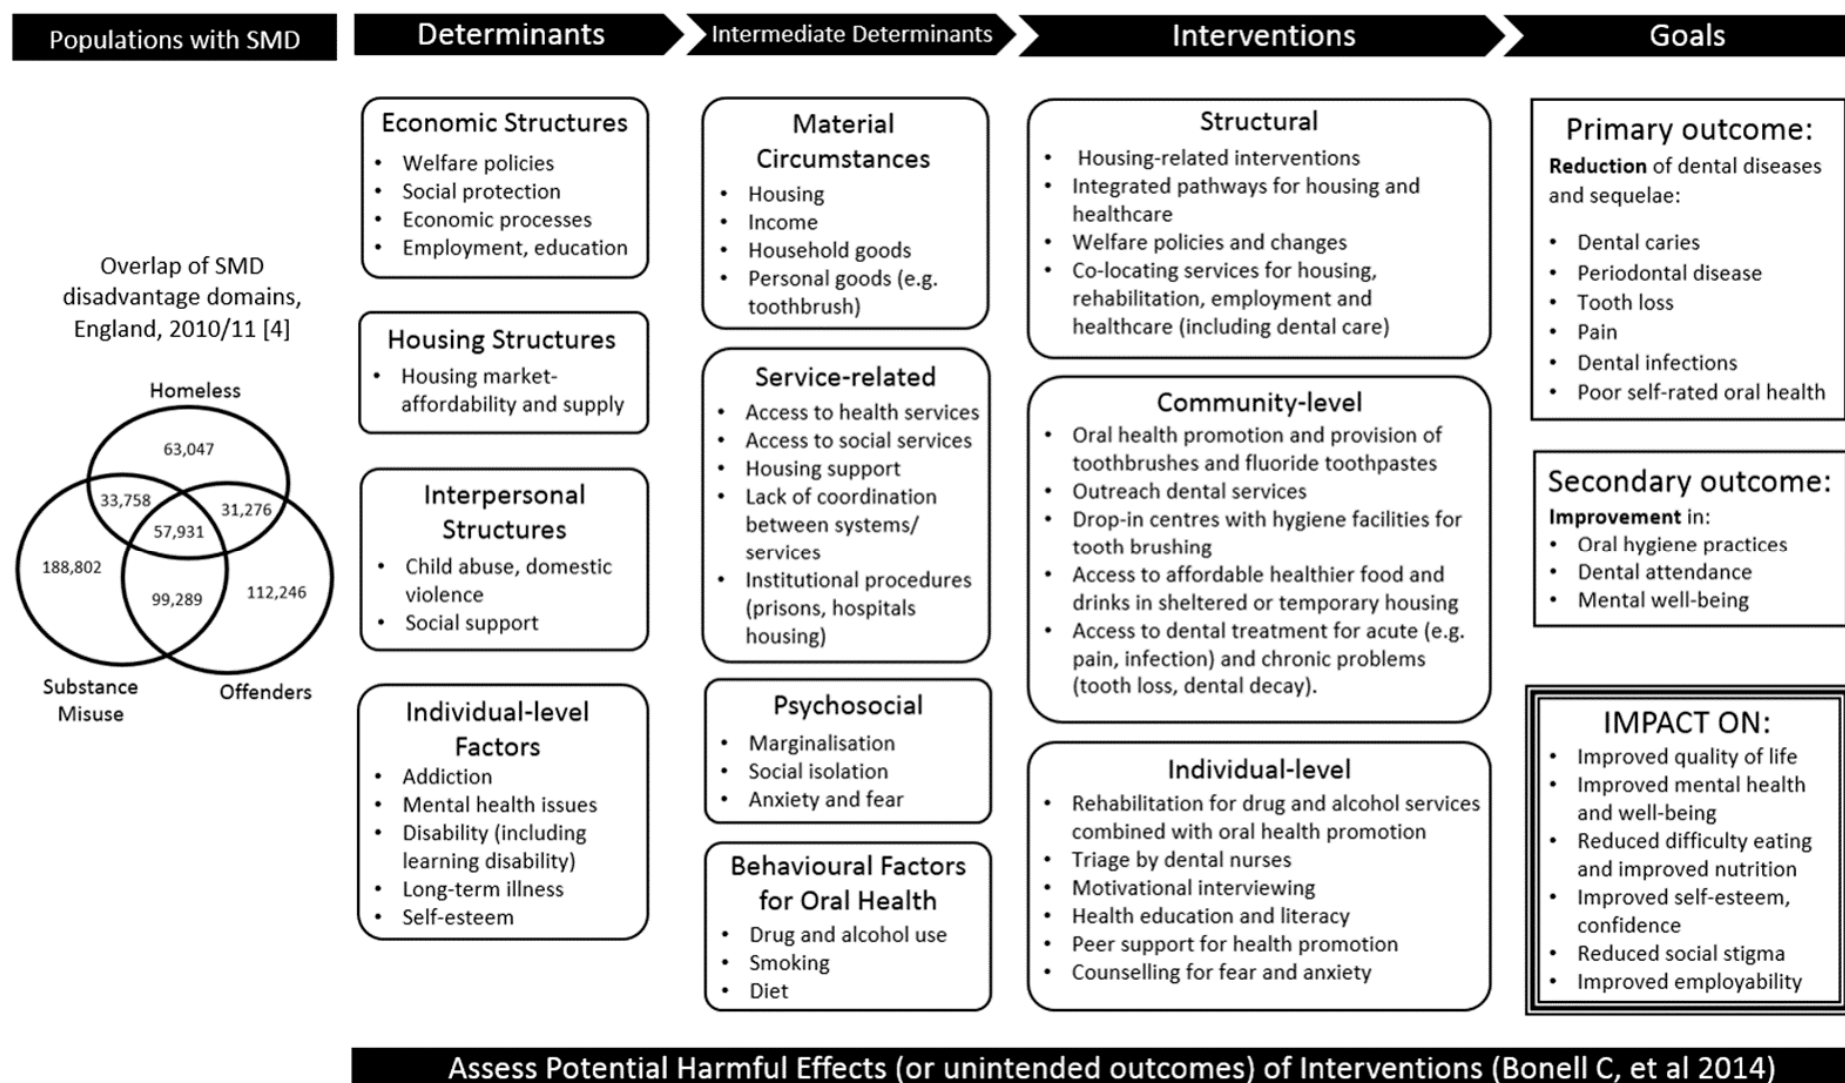 Populations with SMD
Determinants
Intermediate Determinants
Interventions
Goals
Overlap of SMD
disadvantage domains,
England, 2010/11 [4]
Homeless
63,047
33,758
31,276
57,931
188,802
112,246
99,289
Substance
Misuse
Offenders
Economic Structures
• Welfare policies
• Social protection
• Economic processes
• Employment, education
Housing Structures
• Housing market-
affordability and supply
Interpersonal
Structures
• Child abuse, domestic
violence
• Social support
Individual-level
Factors
• Addiction
• Mental health issues
• Disability (including
learning disability)
• Long-term illness
• Self-esteem
Material
Circumstances
• Housing
• Income
• Household goods
• Personal goods (e.g.
toothbrush)
Service-related
• Access to health services
• Access to social services
• Housing support
• Lack of coordination
between systems/
services
• Institutional procedures
(prisons, hospitals
housing)
Psychosocial
• Marginalisation
• Social isolation
• Anxiety and fear
Behavioural Factors
for Oral Health
• Drug and alcohol use
• Smoking
• Diet
Structural
• Housing-related interventions
• Integrated pathways for housing and
healthcare
• Welfare policies and changes
• Co-locating services for housing,
rehabilitation, employment and
healthcare (including dental care)
Community-level
• Oral health promotion and provision of
toothbrushes and fluoride toothpastes
• Outreach dental services
• Drop-in centres with hygiene facilities for
tooth brushing
• Access to affordable healthier food and
drinks in sheltered or temporary housing
• Access to dental treatment for acute (e.g.
pain, infection) and chronic problems
(tooth loss, dental decay).
Individual-level
• Rehabilitation for drug and alcohol services
combined with oral health promotion
• Triage by dental nurses
• Motivational interviewing
• Health education and literacy
• Peer support for health promotion
• Counselling for fear and anxiety
Primary outcome:
Reduction of dental diseases
and sequelae:
• Dental caries
• Periodontal disease
• Tooth loss
• Pain
• Dental infections
• Poor self-rated oral health
Secondary outcome:
Improvement in:
• Oral hygiene practices
• Dental attendance
• Mental well-being
IMPACT ON:
• Improved quality of life
• Improved mental health
and well-being
• Reduced difficulty eating
and improved nutrition
• Improved self-esteem,
confidence
• Reduced social stigma
• Improved employability
Assess Potential Harmful Effects (or unintended outcomes) of Interventions (Bonell C, et al 2014)